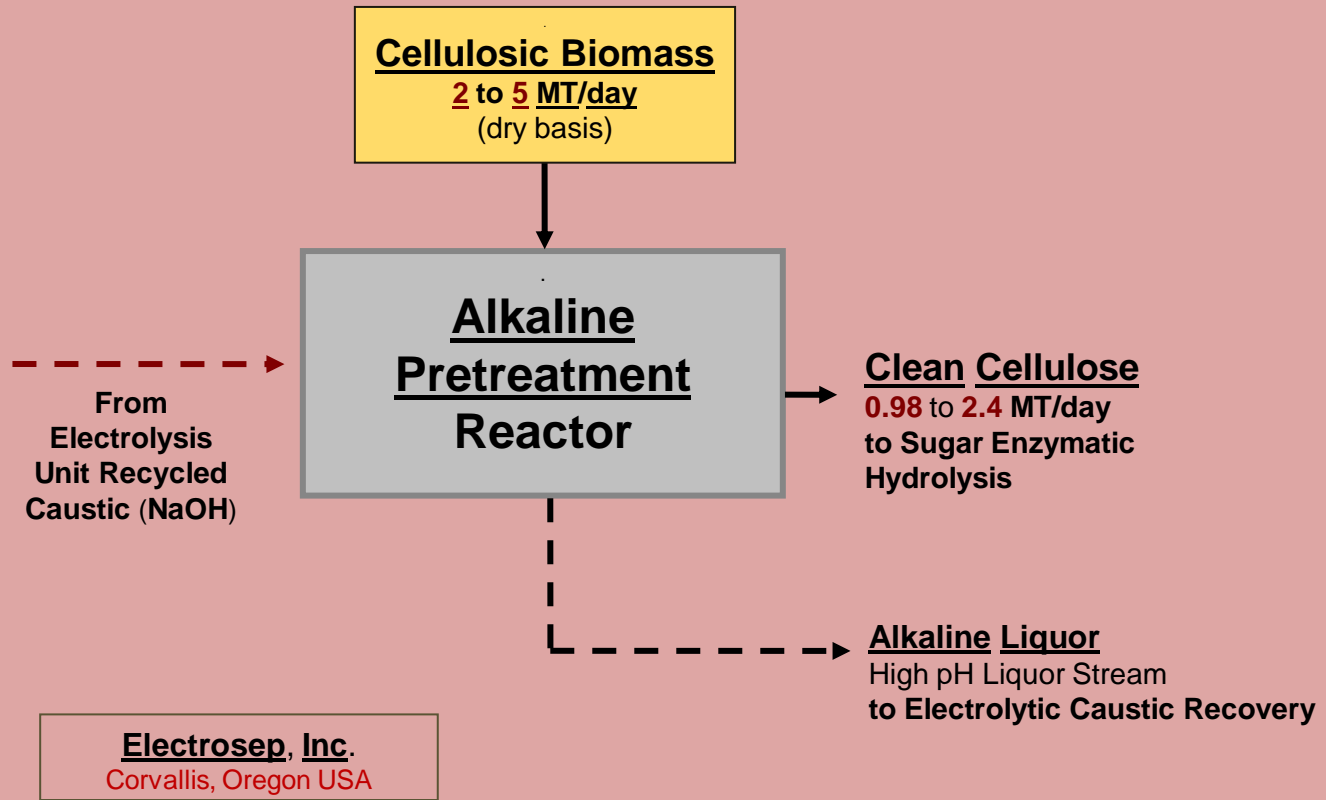 Cellulosic Biomass
2 to 5 MT/day
(dry basis)
Alkaline
Pretreatment
Reactor
From
Electrolysis
Unit Recycled
Caustic (NaOH)
Clean Cellulose
0.98 to 2.4 MT/day
to Sugar Enzymatic
Hydrolysis
Alkaline Liquor
High pH Liquor Stream
to Electrolytic Caustic Recovery
Electrosep, Inc.
Corvallis, Oregon USA